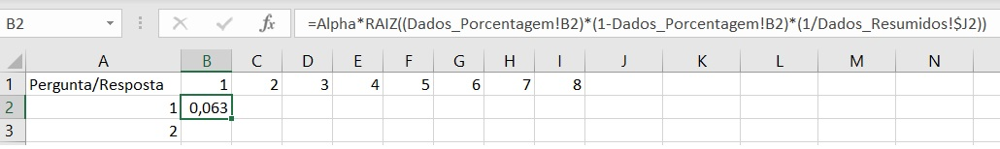 B2 fx =Alpha*RAIZ((Dados_Porcentagem!B2)*(1-Dados_Porcentagem!B2)*(1/Dados_Resumidos!$J2))
A B C D E F G H I J K L M N
1 Pergunta/Resposta 1 2 3 4 5 6 7 8
2 1 0,063
3 2